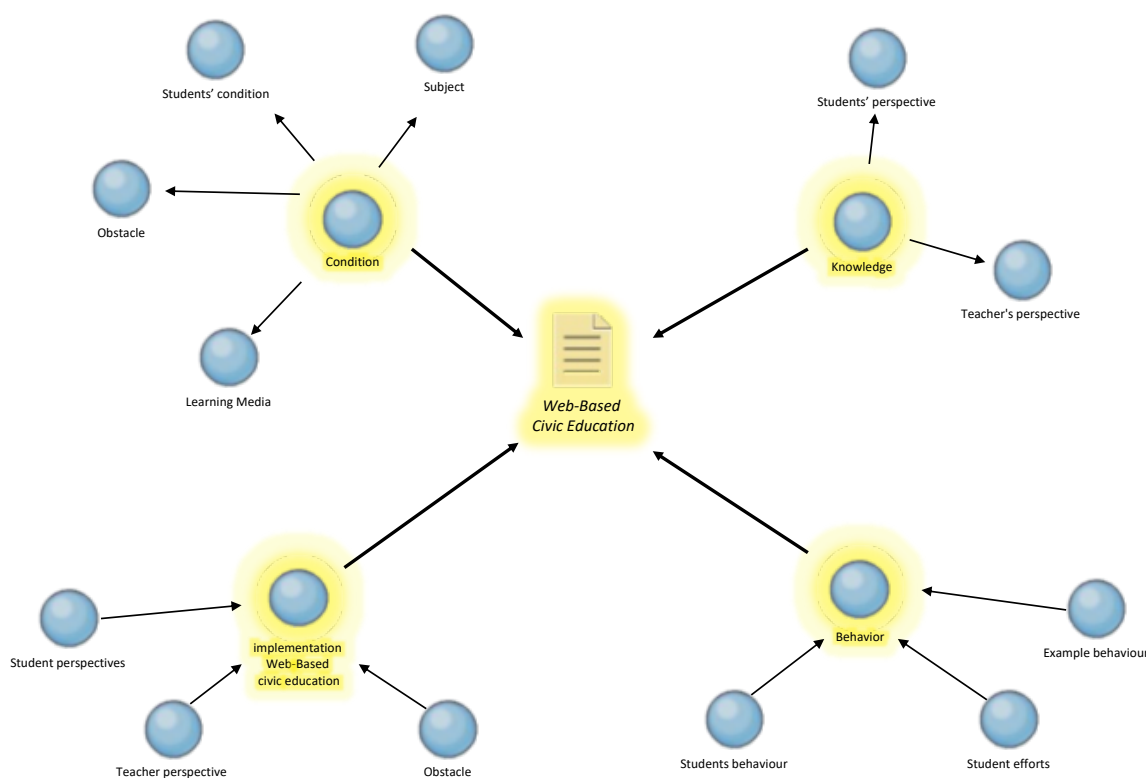 Students' condition
Subject
Students' perspective
Obstacle
Condition
Knowledge
Teacher's perspective
Learning Media
Web-Based
Civic Education
Student perspectives
implementation
Web-Based
civic education
Behavior
Example behaviour
Teacher perspective
Obstacle
Students behaviour
Student efforts